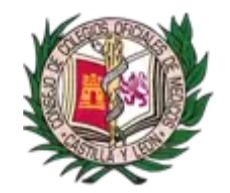 CONSEJO DE COLEGIOS OFICIALES DE MEDICOS
CASTILLA Y LEON